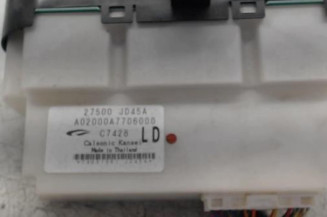 27500 JD45A
A02000A7706000
C7428 LD
Calsonic Kansei
Made in Thailand